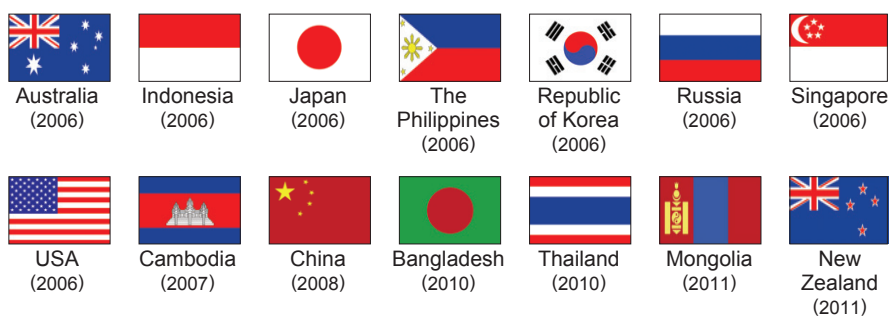 Australia
(2006)
Indonesia
(2006)
Japan
(2006)
The
Philippines
(2006)
Republic
of Korea
(2006)
Russia
(2006)
Singapore
(2006)
USA
(2006)
Cambodia
(2007)
China
(2008)
Bangladesh
(2010)
Thailand
(2010)
Mongolia
(2011)
New
Zealand
(2011)